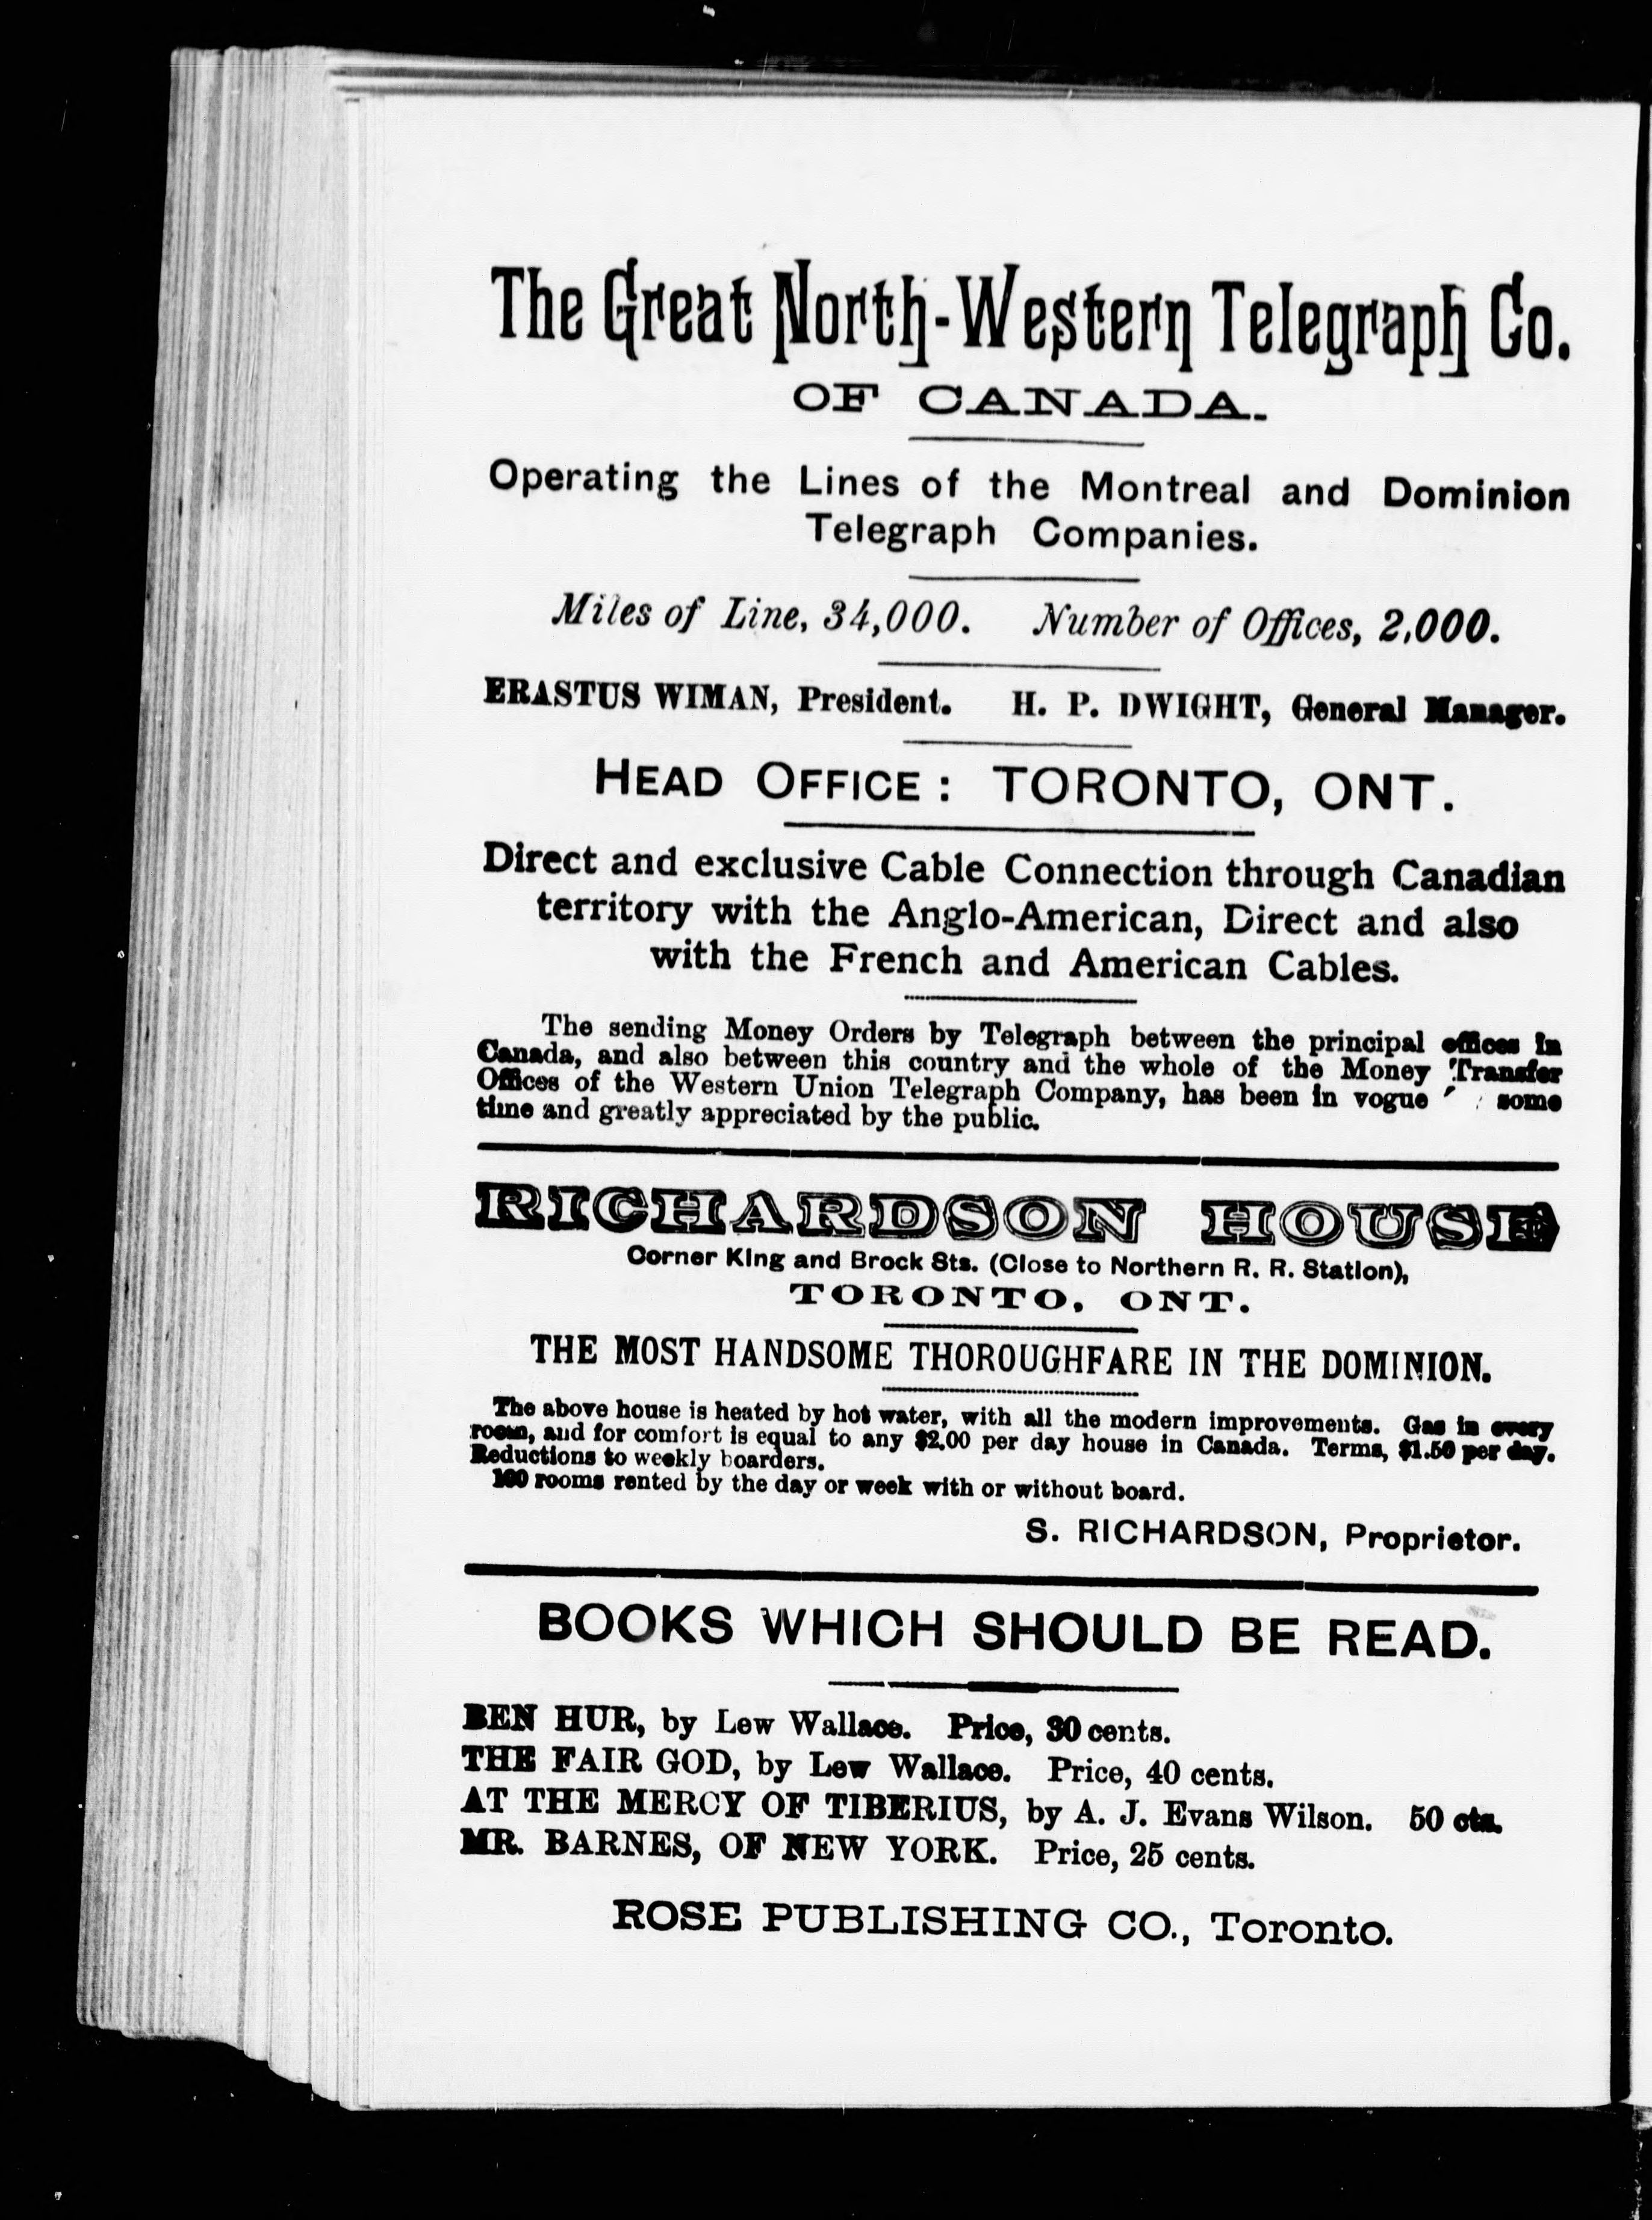 The Great North-Western Telegraph Co.
OF CANADA.
Operating the Lines of the Montreal and Dominion
Telegraph Companies.
Miles of Line, 34,000. Number of Offices, 2,000.
ERASTUS WIMAN, President. H. P. DWIGHT, General Manager.
HEAD OFFICE: TORONTO, ONT.
Direct and exclusive Cable Connection through Canadian
territory with the Anglo-American, Direct and also
with the French and American Cables.
The sending Money Orders by Telegraph between the principal offices in
Canada, and also between this country and the whole of the Money Transfer
Offices of the Western Union Telegraph Company, has been in vogue some
time and greatly appreciated by the public.
RICHARDSON HOUSE
Corner King and Brock Sts. (Close to Northern R. R. Station),
TORONTO, ONT.
THE MOST HANDSOME THOROUGHFARE IN THE DOMINION.
The above house is heated by hot water, with all the modern improvements. Gas in every
room, and for comfort is equal to any $2.00 per day house in Canada. Terms, $1.50 per day.
Reductions to weekly boarders.
100 rooms rented by the day or week with or without board.
S. RICHARDSON, Proprietor.
BOOKS WHICH SHOULD BE READ.
BEN HUR, by Lew Wallace. Price, 30 cents.
THE FAIR GOD, by Lew Wallace. Price, 40 cents.
AT THE MERCY OF TIBERIUS, by A. J. Evans Wilson. 50 cts.
MR. BARNES, OF NEW YORK. Price, 25 cents.
ROSE PUBLISHING CO., Toronto.